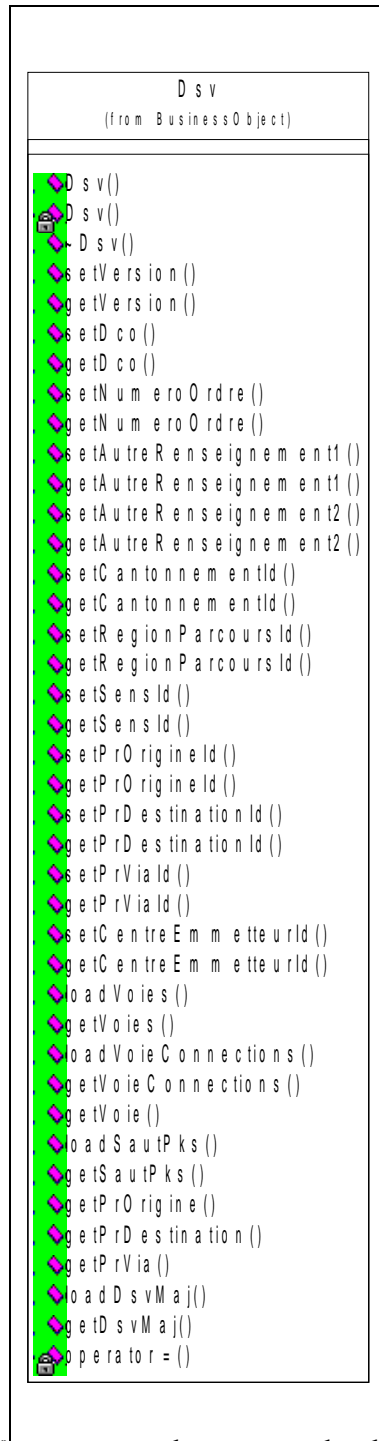 Dsv
(from BusinessObject)
Dsv()
Dsv()
~Dsv()
setVersion()
getVersion()
setDco()
getDco()
setNumeroOrdre()
getNumeroOrdre()
setAutreRenseignement1()
getAutreRenseignement1()
setAutreRenseignement2()
getAutreRenseignement2()
setCantonnementId()
getCantonnementId()
setRegionParcoursId()
getRegionParcoursId()
setSensId()
getSensId()
setPrOrigineId()
getPrOrigineId()
setPrDestinationId()
getPrDestinationId()
setPrViaId()
getPrViaId()
setCentreEmmetteurId()
getCentreEmmetteurId()
loadVoies()
getVoies()
loadVoieConnections()
getVoieConnections()
getVoie()
loadSautPks()
getSautPks()
getPrOrigine()
getPrDestination()
getPrVia()
loadDsvMaj()
getDsvMaj()
operator=()